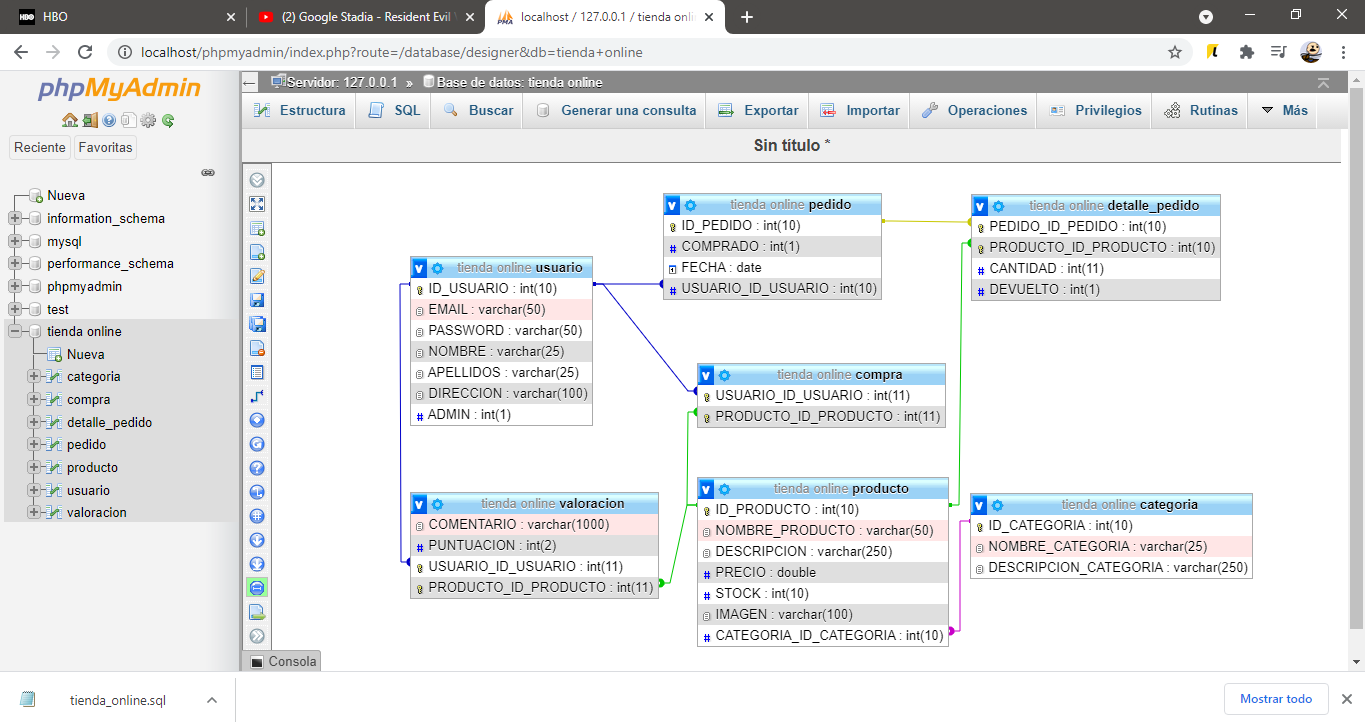 HBO
HBO
(2) Google Stadia - Resident Evil
PMA
localhost / 127.0.0.1 / tienda onli
localhost/phpmyadmin/index.php?route=/database/designer&db=tienda+online
phpMyAdmin
Reciente
Favoritas
Nueva
information_schema
mysql
performance_schema
phpmyadmin
test
tienda online
Nueva
categoria
compra
detalle_pedido
pedido
producto
usuario
valoracion
Servidor: 127.0.0.1 » Base de datos: tienda online
Estructura
SQL
Buscar
Generar una consulta
Exportar
Importar
Operaciones
Privilegios
Rutinas
Más
Sin título *
v tienda online usuario
ID_USUARIO : int(10)
EMAIL : varchar(50)
PASSWORD : varchar(50)
NOMBRE : varchar(25)
APELLIDOS : varchar(25)
DIRECCION : varchar(100)
# ADMIN : int(1)
v tienda online pedido
ID_PEDIDO : int(10)
# COMPRADO : int(1)
FECHA : date
# USUARIO_ID_USUARIO : int(10)
v tienda online detalle_pedido
PEDIDO_ID_PEDIDO : int(10)
PRODUCTO_ID_PRODUCTO : int(10)
# CANTIDAD : int(11)
# DEVUELTO : int(1)
v tienda online compra
USUARIO_ID_USUARIO : int(11)
PRODUCTO_ID_PRODUCTO : int(11)
v tienda online valoracion
COMENTARIO : varchar(1000)
# PUNTUACION : int(2)
USUARIO_ID_USUARIO : int(11)
PRODUCTO_ID_PRODUCTO : int(11)
v tienda online producto
ID_PRODUCTO : int(10)
NOMBRE_PRODUCTO : varchar(50)
DESCRIPCION : varchar(250)
# PRECIO : double
# STOCK : int(10)
IMAGEN : varchar(100)
# CATEGORIA_ID_CATEGORIA : int(10)
v tienda online categoria
ID_CATEGORIA : int(10)
NOMBRE_CATEGORIA : varchar(25)
DESCRIPCION_CATEGORIA : varchar(250)
Consola
tienda_online.sql
Mostrar todo